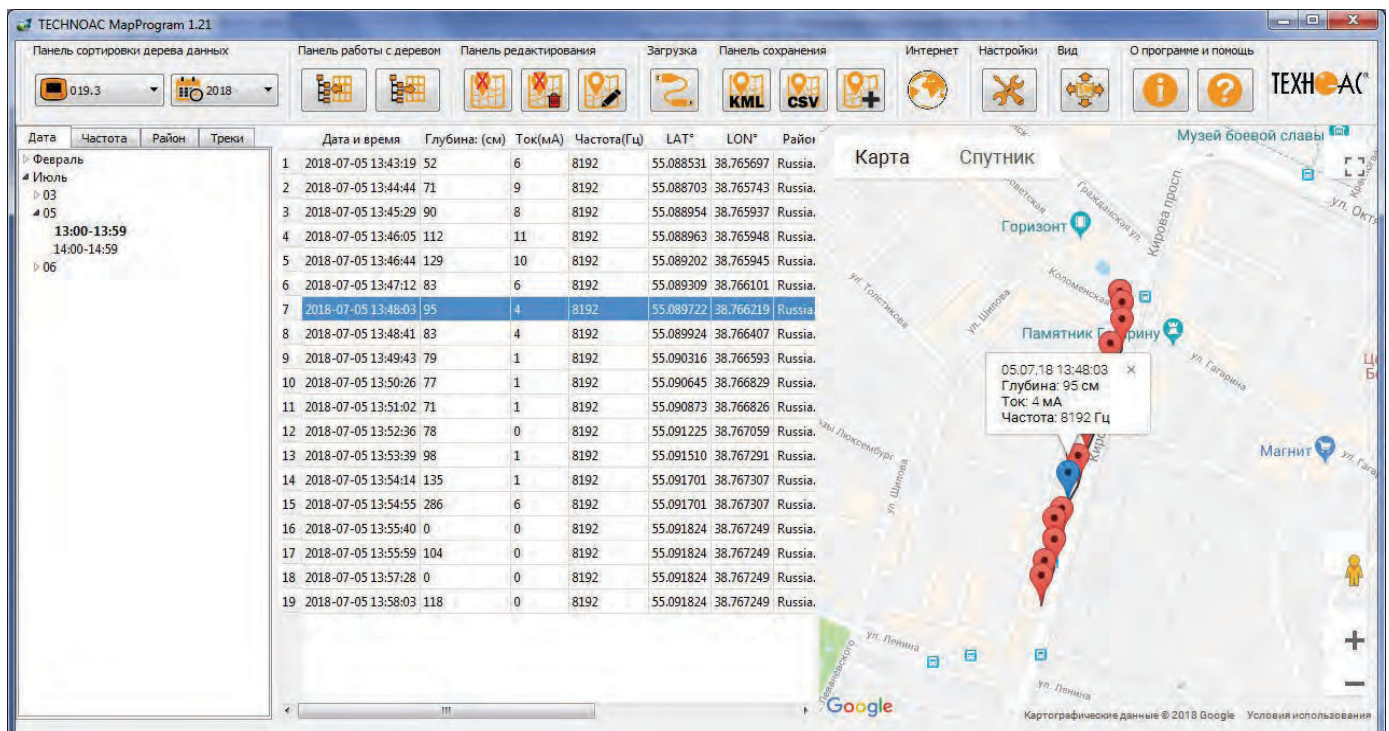 TECHNOAC MapProgram 1.21
Панель сортировки дерева данных Панель работы с деревом Панель редактирования Загрузка Панель сохранения Интернет Настройки Вид О программе и помощь
019.3 2018 KML CSV ТЕХНО-АС®
Дата Частота Район Треки
Февраль
Июль
03
05
13:00-13:59
14:00-14:59
06
Дата и время Глубина: (см) Ток(мА) Частота(Гц) LAT° LON° Район
1 2018-07-05 13:43:19 52 6 8192 55.088531 38.765697 Russia.
2 2018-07-05 13:44:44 71 9 8192 55.088703 38.765743 Russia.
3 2018-07-05 13:45:29 90 8 8192 55.088954 38.765937 Russia.
4 2018-07-05 13:46:05 112 11 8192 55.088963 38.765948 Russia.
5 2018-07-05 13:46:44 129 10 8192 55.089202 38.765945 Russia.
6 2018-07-05 13:47:12 83 6 8192 55.089309 38.766101 Russia.
7 2018-07-05 13:48:03 95 4 8192 55.089722 38.766219 Russia.
8 2018-07-05 13:48:41 83 4 8192 55.089924 38.766407 Russia.
9 2018-07-05 13:49:43 79 1 8192 55.090316 38.766593 Russia.
10 2018-07-05 13:50:26 77 1 8192 55.090645 38.766829 Russia.
11 2018-07-05 13:51:02 71 1 8192 55.090873 38.766826 Russia.
12 2018-07-05 13:52:36 78 0 8192 55.091225 38.767059 Russia.
13 2018-07-05 13:53:39 98 1 8192 55.091510 38.767291 Russia.
14 2018-07-05 13:54:14 135 1 8192 55.091701 38.767307 Russia.
15 2018-07-05 13:54:55 286 6 8192 55.091701 38.767307 Russia.
16 2018-07-05 13:55:40 0 0 8192 55.091824 38.767249 Russia.
17 2018-07-05 13:55:59 104 0 8192 55.091824 38.767249 Russia.
18 2018-07-05 13:57:28 0 0 8192 55.091824 38.767249 Russia.
19 2018-07-05 13:58:03 118 0 8192 55.091824 38.767249 Russia.
Музей боевой славы
Карта Спутник
Гражданская ул.
Кирова просп.
ул. Окт
Горизонт
Коломенская
ул. Толстикова
ул. Шилова
Памятник Г рину
ул. Гагарина
05.07.18 13:48:03 ×
Глубина: 95 см
Ток: 4 мА
Частота: 8192 Гц
Люксембург
Магнит
ул. Гага
ул. Шилова
ул. Ленина
ул. Ленина
Google
Картографические данные © 2018 Google Условия использования